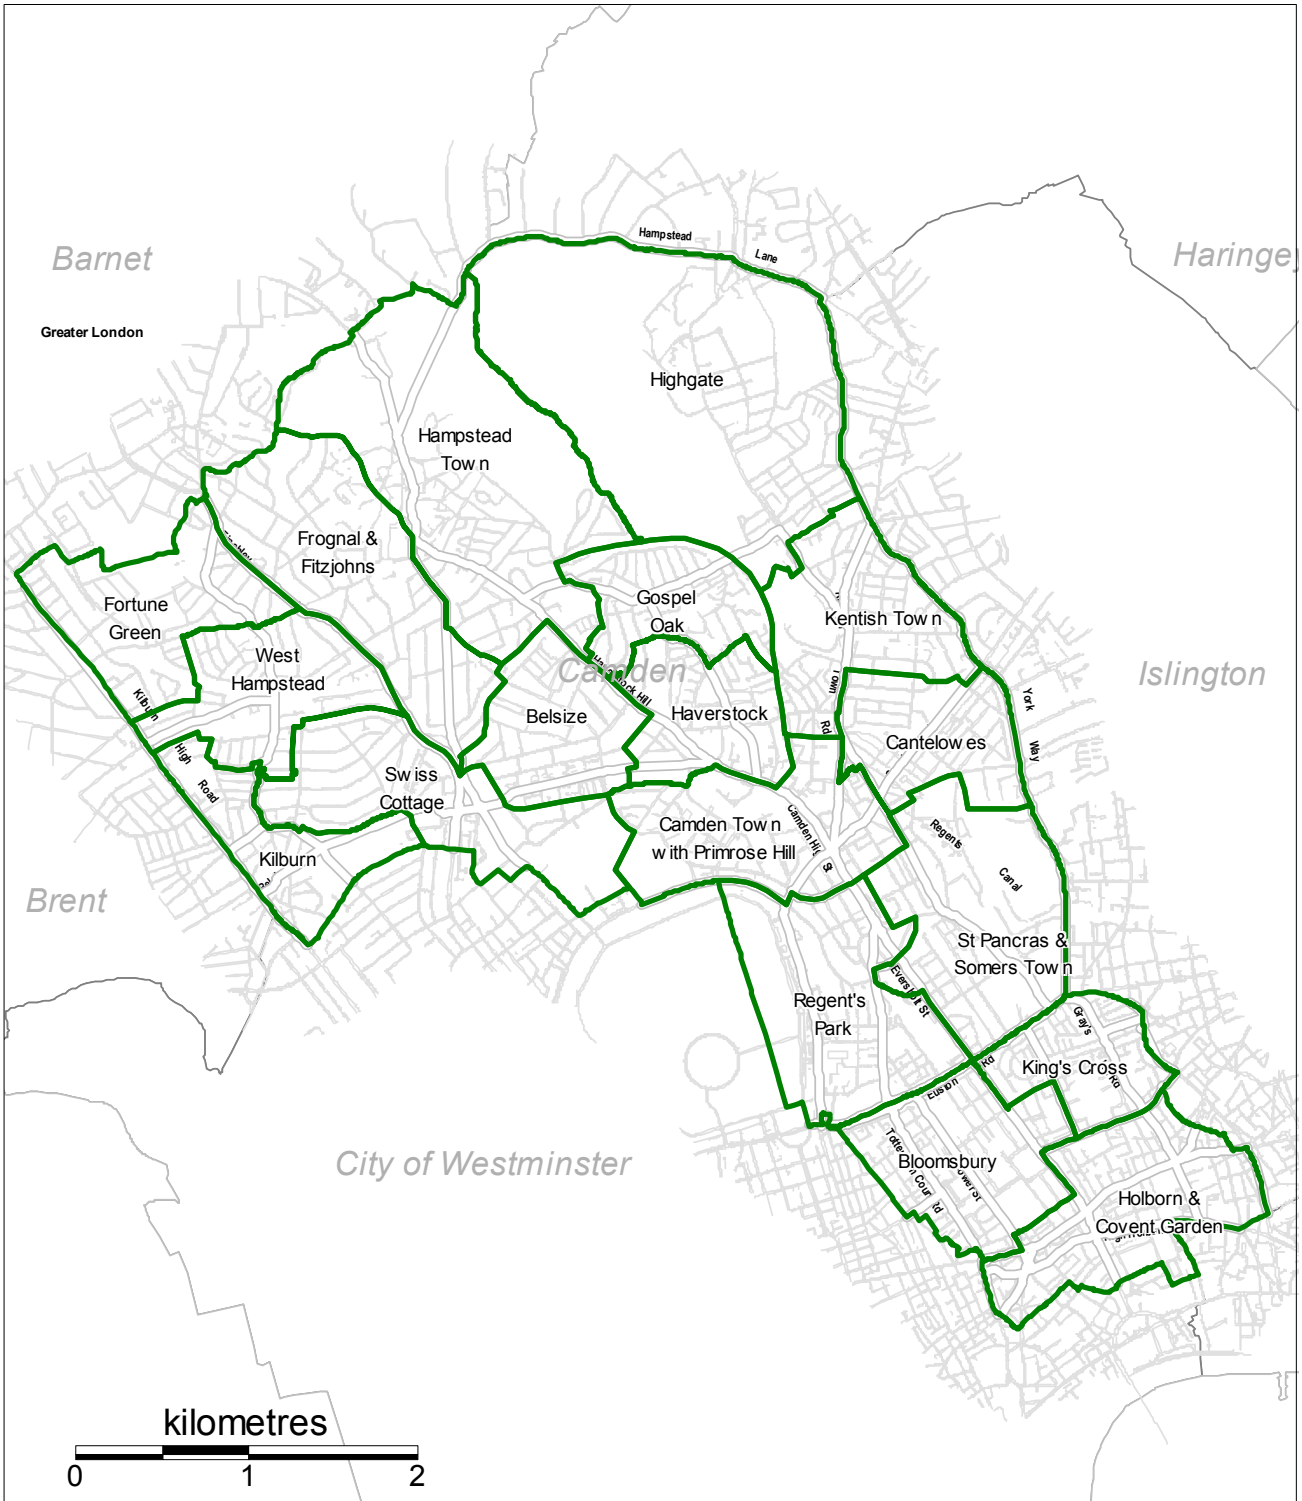 Hampstead
Lane
Barnet
Haringey
Greater London
Highgate
Hampstead
Town
Frognal &
Fitzjohns
Fortune
Green
Gospel
Oak
Kentish Town
West
Hampstead
Camden
Islington
Kilburn
High
Road
Belsize
Haverstock
Town
Rd
York
Way
Cantelowes
Swiss
Cottage
Camden Town
with Primrose Hill
Camden High St
Regents
Canal
Kilburn
Brent
St Pancras &
Somers Town
Eversholt St
Regent's
Park
Gray's
Rd
King's Cross
Euston
Rd
City of Westminster
Bloomsbury
Holborn &
Covent Garden
kilometres
0 1 2